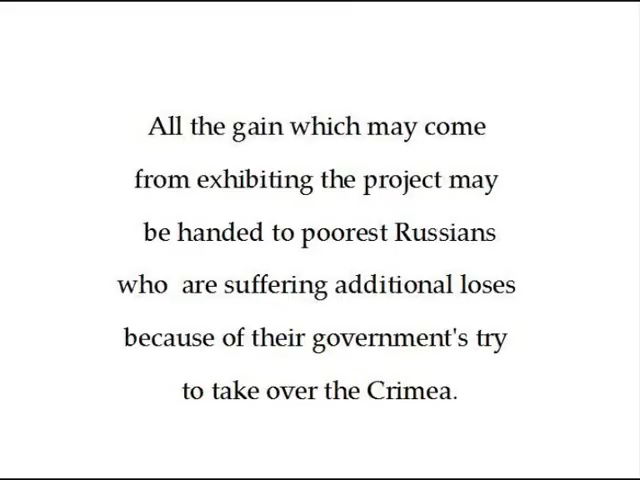 All the gain which may come
from exhibiting the project may
be handed to poorest Russians
who are suffering additional loses
because of their government's try
to take over the Crimea.